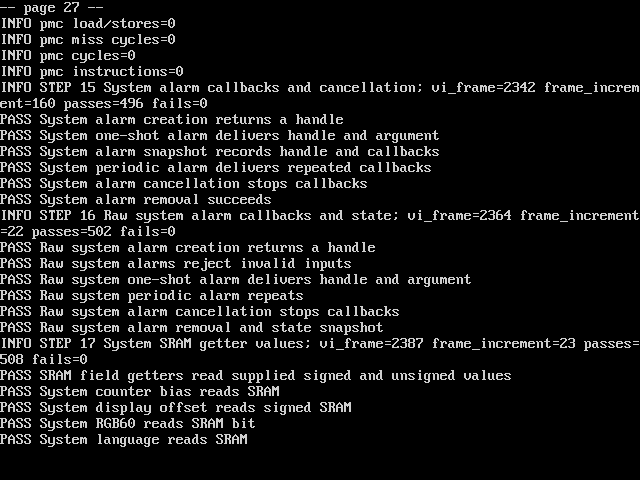 -- page 27 --
INFO pmc load/stores=0
INFO pmc miss cycles=0
INFO pmc cycles=0
INFO pmc instructions=0
INFO STEP 15 System alarm callbacks and cancellation; vi_frame=2342 frame_increm
ent=160 passes=496 fails=0
PASS System alarm creation returns a handle
PASS System one-shot alarm delivers handle and argument
PASS System alarm snapshot records handle and callbacks
PASS System periodic alarm delivers repeated callbacks
PASS System alarm cancellation stops callbacks
PASS System alarm removal succeeds
INFO STEP 16 Raw system alarm callbacks and state; vi_frame=2364 frame_increment
=22 passes=502 fails=0
PASS Raw system alarm creation returns a handle
PASS Raw system alarms reject invalid inputs
PASS Raw system one-shot alarm delivers handle and argument
PASS Raw system periodic alarm repeats
PASS Raw system alarm cancellation stops callbacks
PASS Raw system alarm removal and state snapshot
INFO STEP 17 System SRAM getter values; vi_frame=2387 frame_increment=23 passes=
508 fails=0
PASS SRAM field getters read supplied signed and unsigned values
PASS System counter bias reads SRAM
PASS System display offset reads signed SRAM
PASS System RGB60 reads SRAM bit
PASS System language reads SRAM